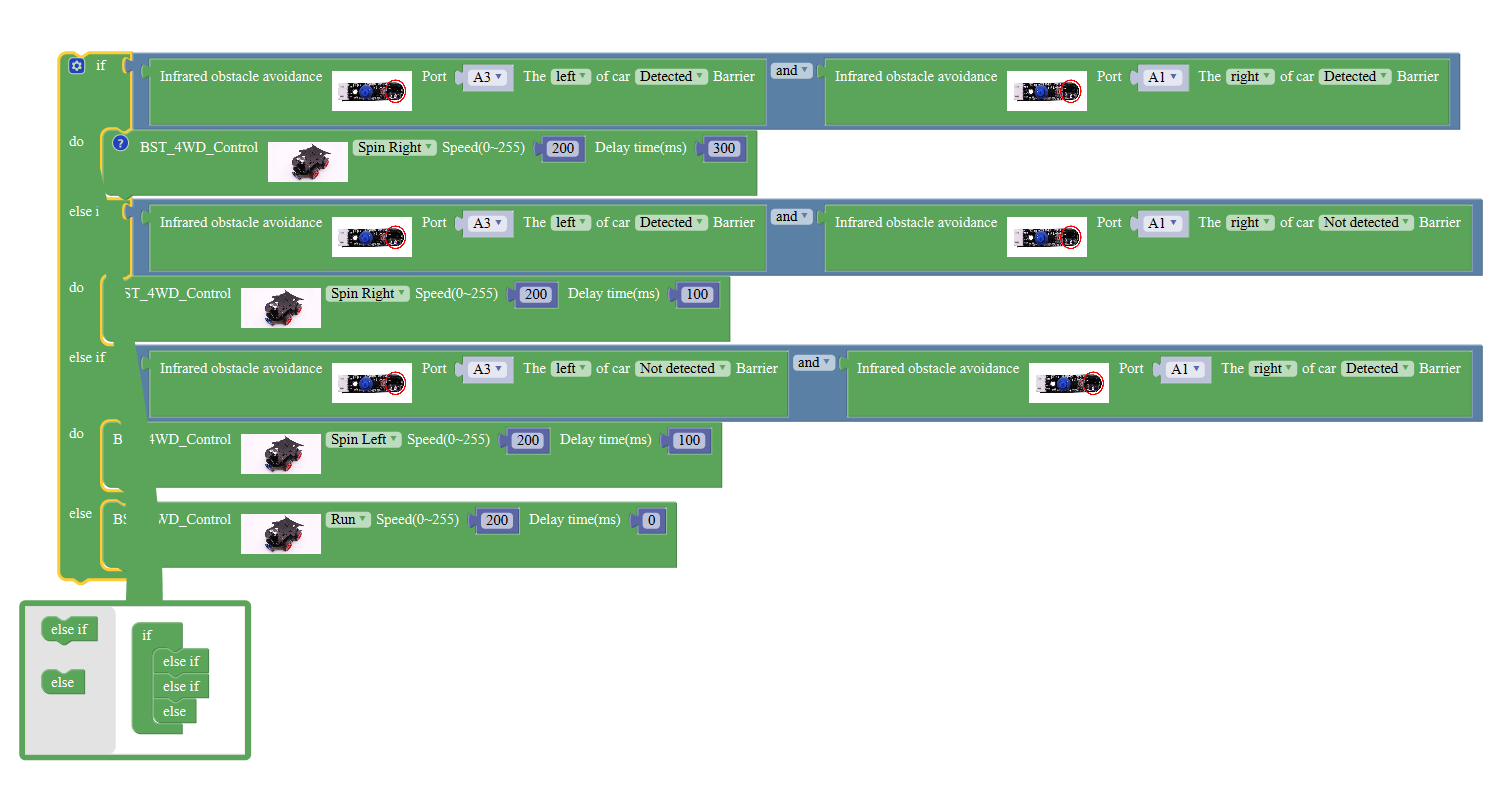 if Infrared obstacle avoidance Port A3 The left of car Detected Barrier and Infrared obstacle avoidance Port A1 The right of car Detected Barrier
do ? BST_4WD_Control Spin Right Speed(0~255) 200 Delay time(ms) 300
else i Infrared obstacle avoidance Port A3 The left of car Detected Barrier and Infrared obstacle avoidance Port A1 The right of car Not detected Barrier
do ST_4WD_Control Spin Right Speed(0~255) 200 Delay time(ms) 100
else if Infrared obstacle avoidance Port A3 The left of car Not detected Barrier and Infrared obstacle avoidance Port A1 The right of car Detected Barrier
do B 4WD_Control Spin Left Speed(0~255) 200 Delay time(ms) 100
else BS WD_Control Run Speed(0~255) 200 Delay time(ms) 0
else if
else
if
else if
else if
else